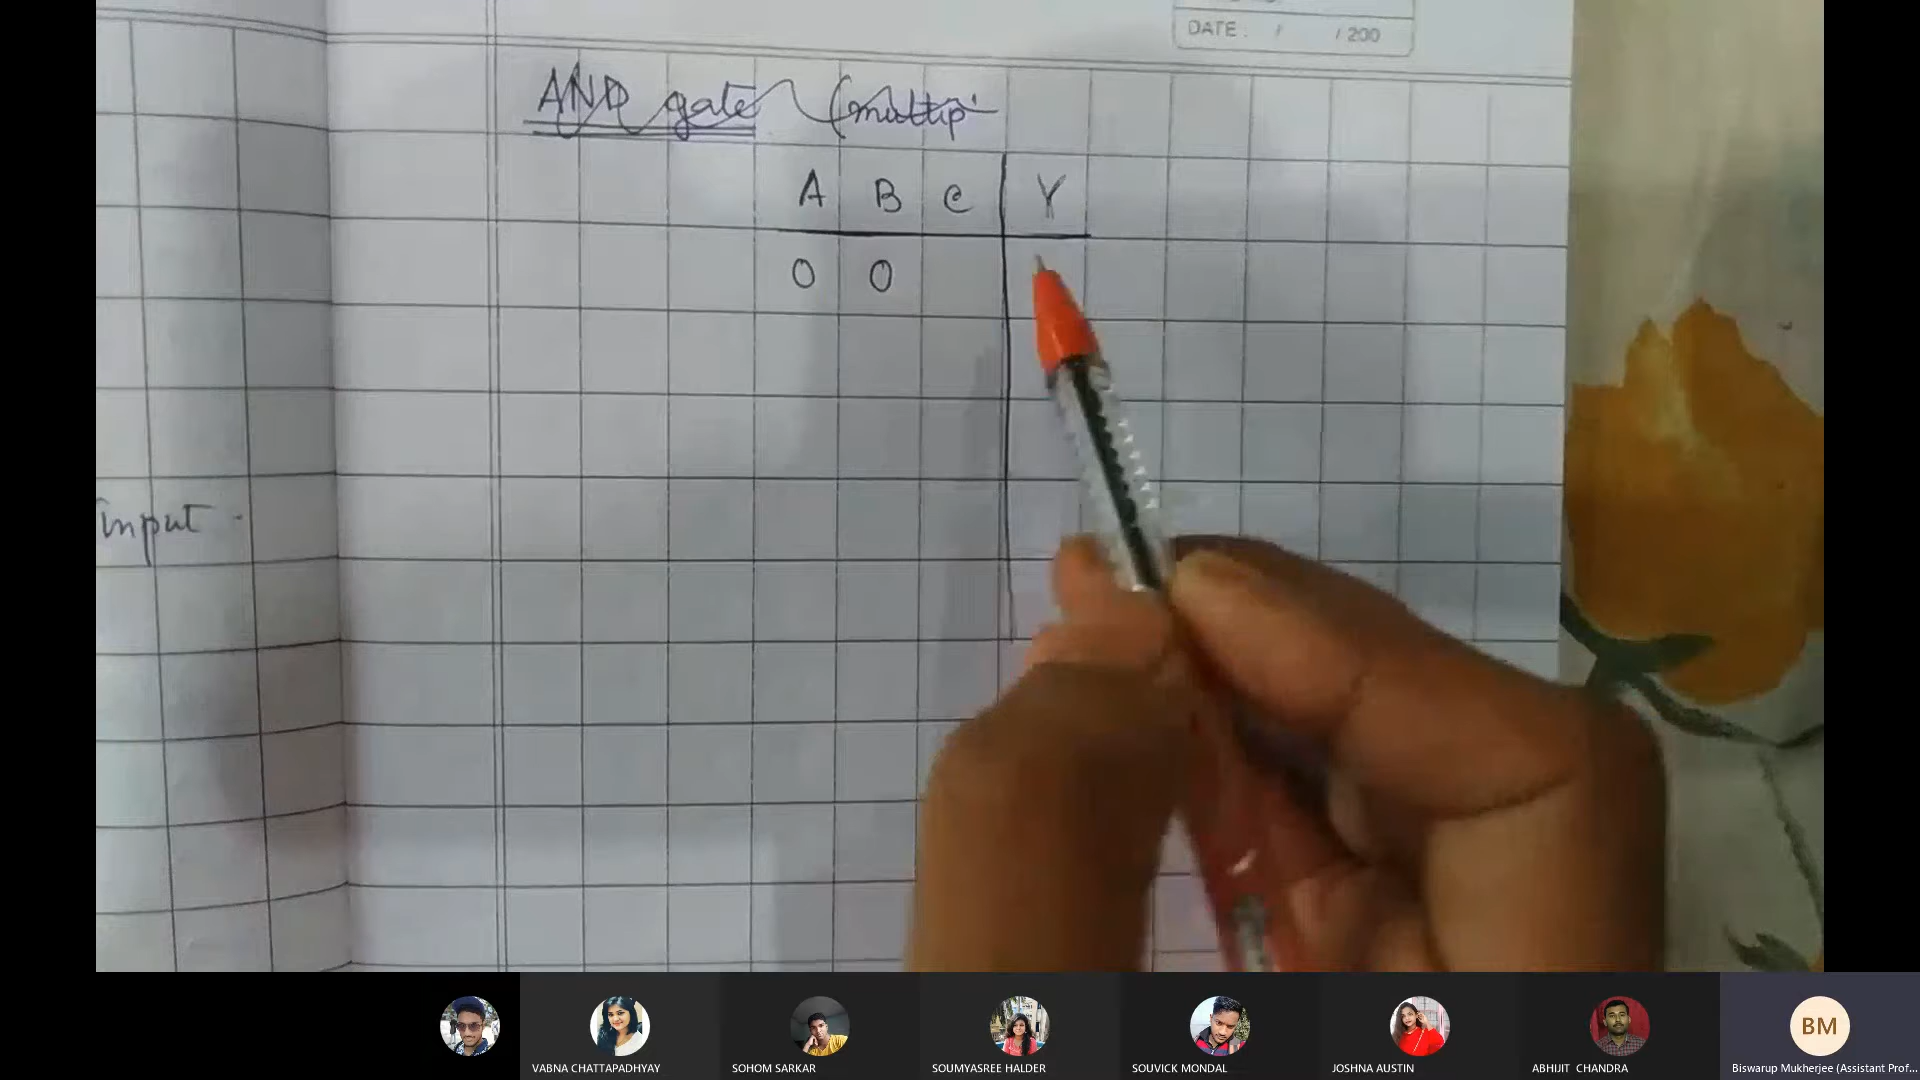 DATE : / / 200
AND gate (multip
A B C Y
0 0
input -
VABNA CHATTAPADHYAY
SOHOM SARKAR
SOUMYASREE HALDER
SOUVICK MONDAL
JOSHNA AUSTIN
ABHIJIT CHANDRA
BM
Biswarup Mukherjee (Assistant Prof...